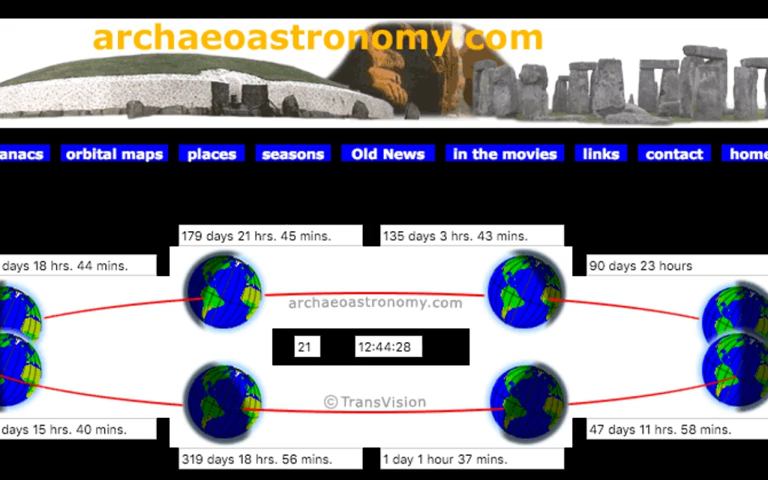 archaeoastronomy.com
anacs orbital maps places seasons Old News in the movies links contact home
179 days 21 hrs. 45 mins. 135 days 3 hrs. 43 mins.
days 18 hrs. 44 mins. 90 days 23 hours
archaeoastronomy.com
21 12:44:28
© TransVision
days 15 hrs. 40 mins. 47 days 11 hrs. 58 mins.
319 days 18 hrs. 56 mins. 1 day 1 hour 37 mins.